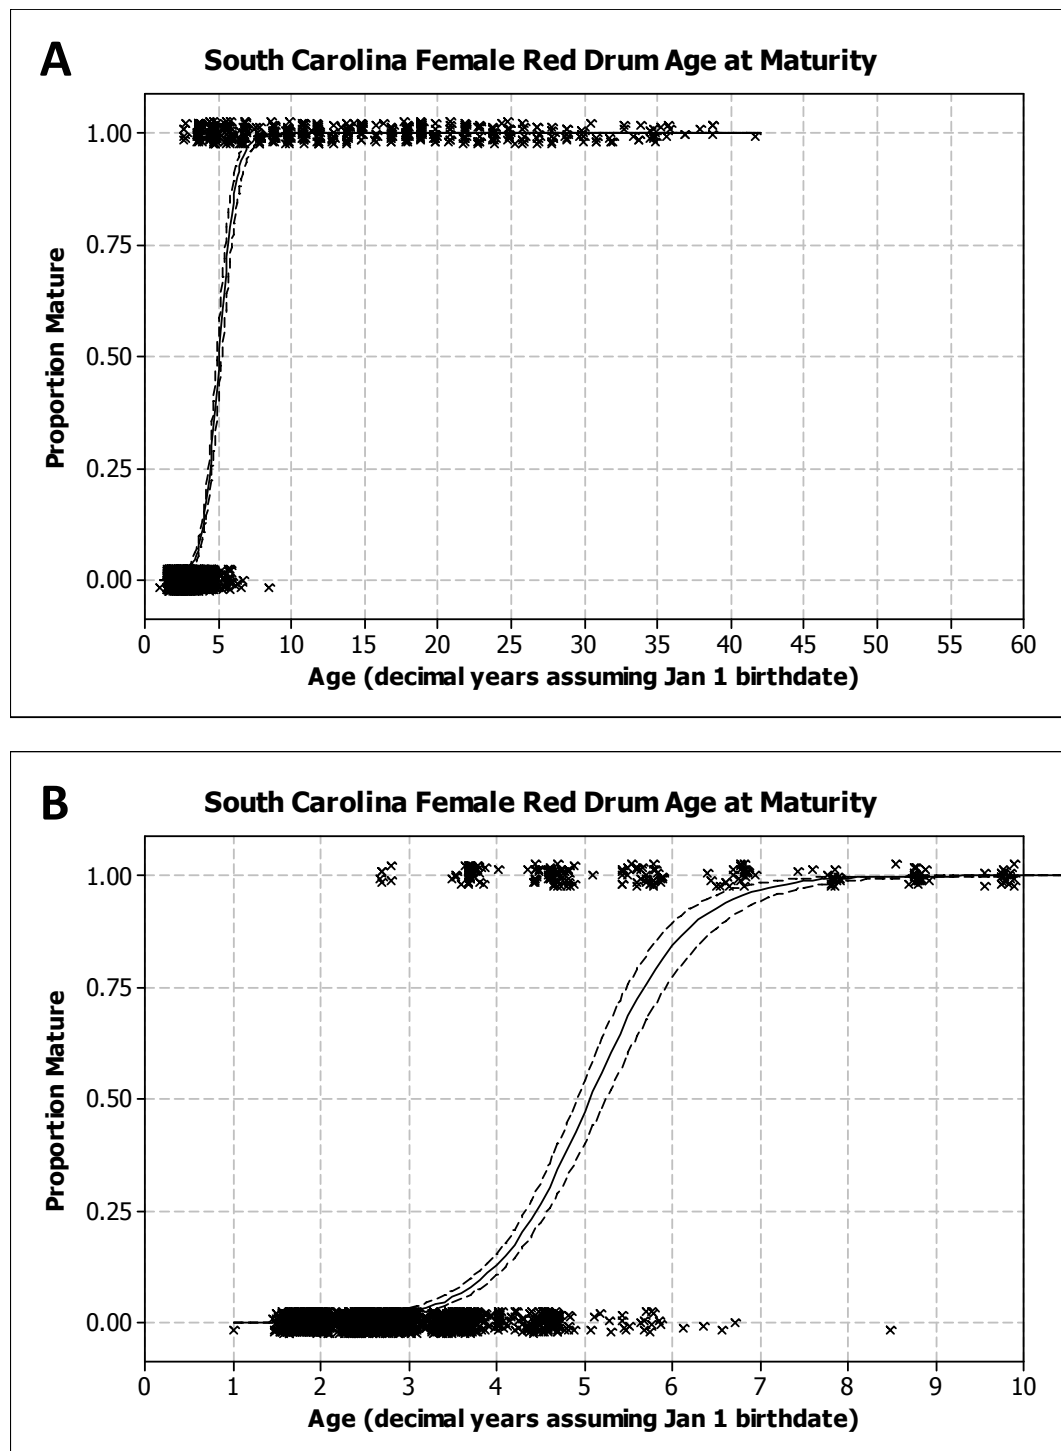 A
South Carolina Female Red Drum Age at Maturity
1.00
0.75
0.50
0.25
0.00
Proportion Mature
0 5 10 15 20 25 30 35 40 45 50 55 60
Age (decimal years assuming Jan 1 birthdate)
B
South Carolina Female Red Drum Age at Maturity
1.00
0.75
0.50
0.25
0.00
Proportion Mature
0 1 2 3 4 5 6 7 8 9 10
Age (decimal years assuming Jan 1 birthdate)